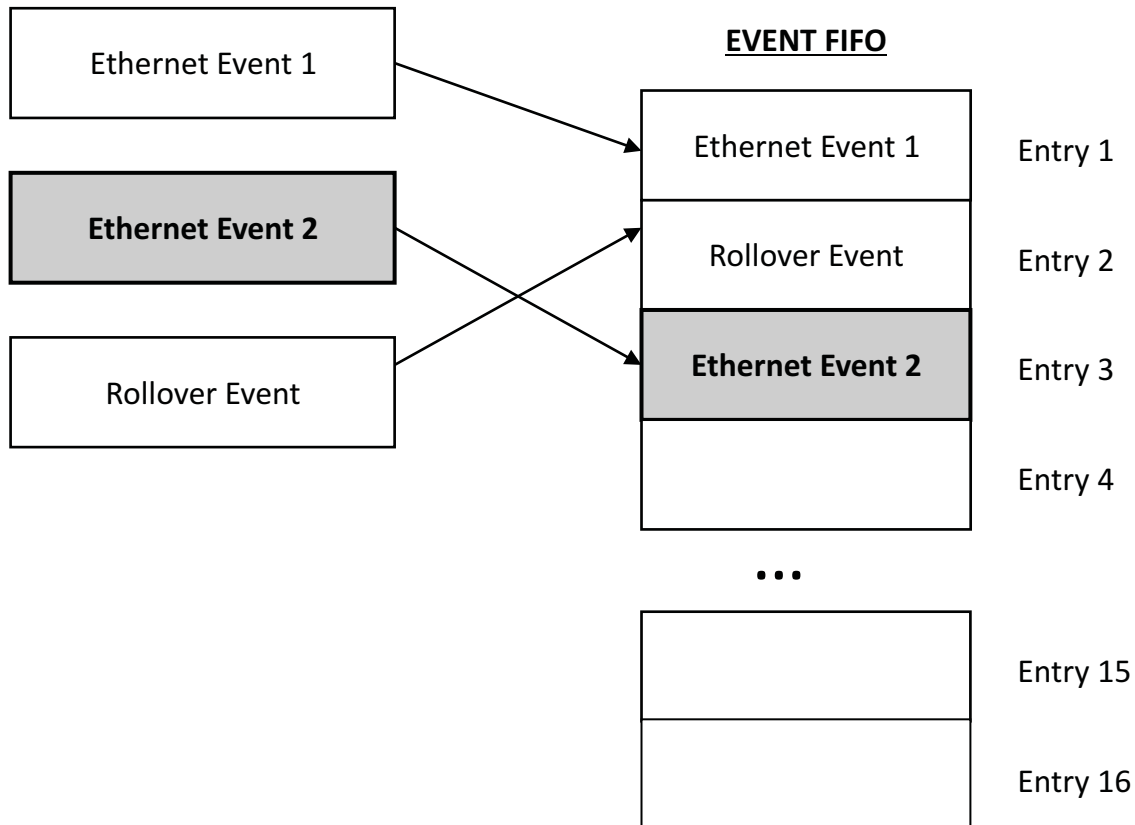 Ethernet Event 1
Ethernet Event 2
Rollover Event
EVENT FIFO
Ethernet Event 1
Entry 1
Rollover Event
Entry 2
Ethernet Event 2
Entry 3
Entry 4
...
Entry 15
Entry 16